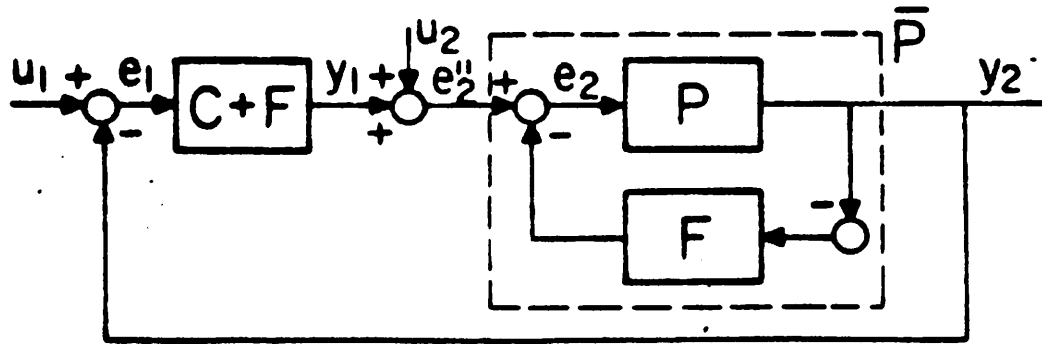 P̅
u₁ + e₁ C+F y₁ + u₂ e₂″ + e₂ P y₂
- + -
- F